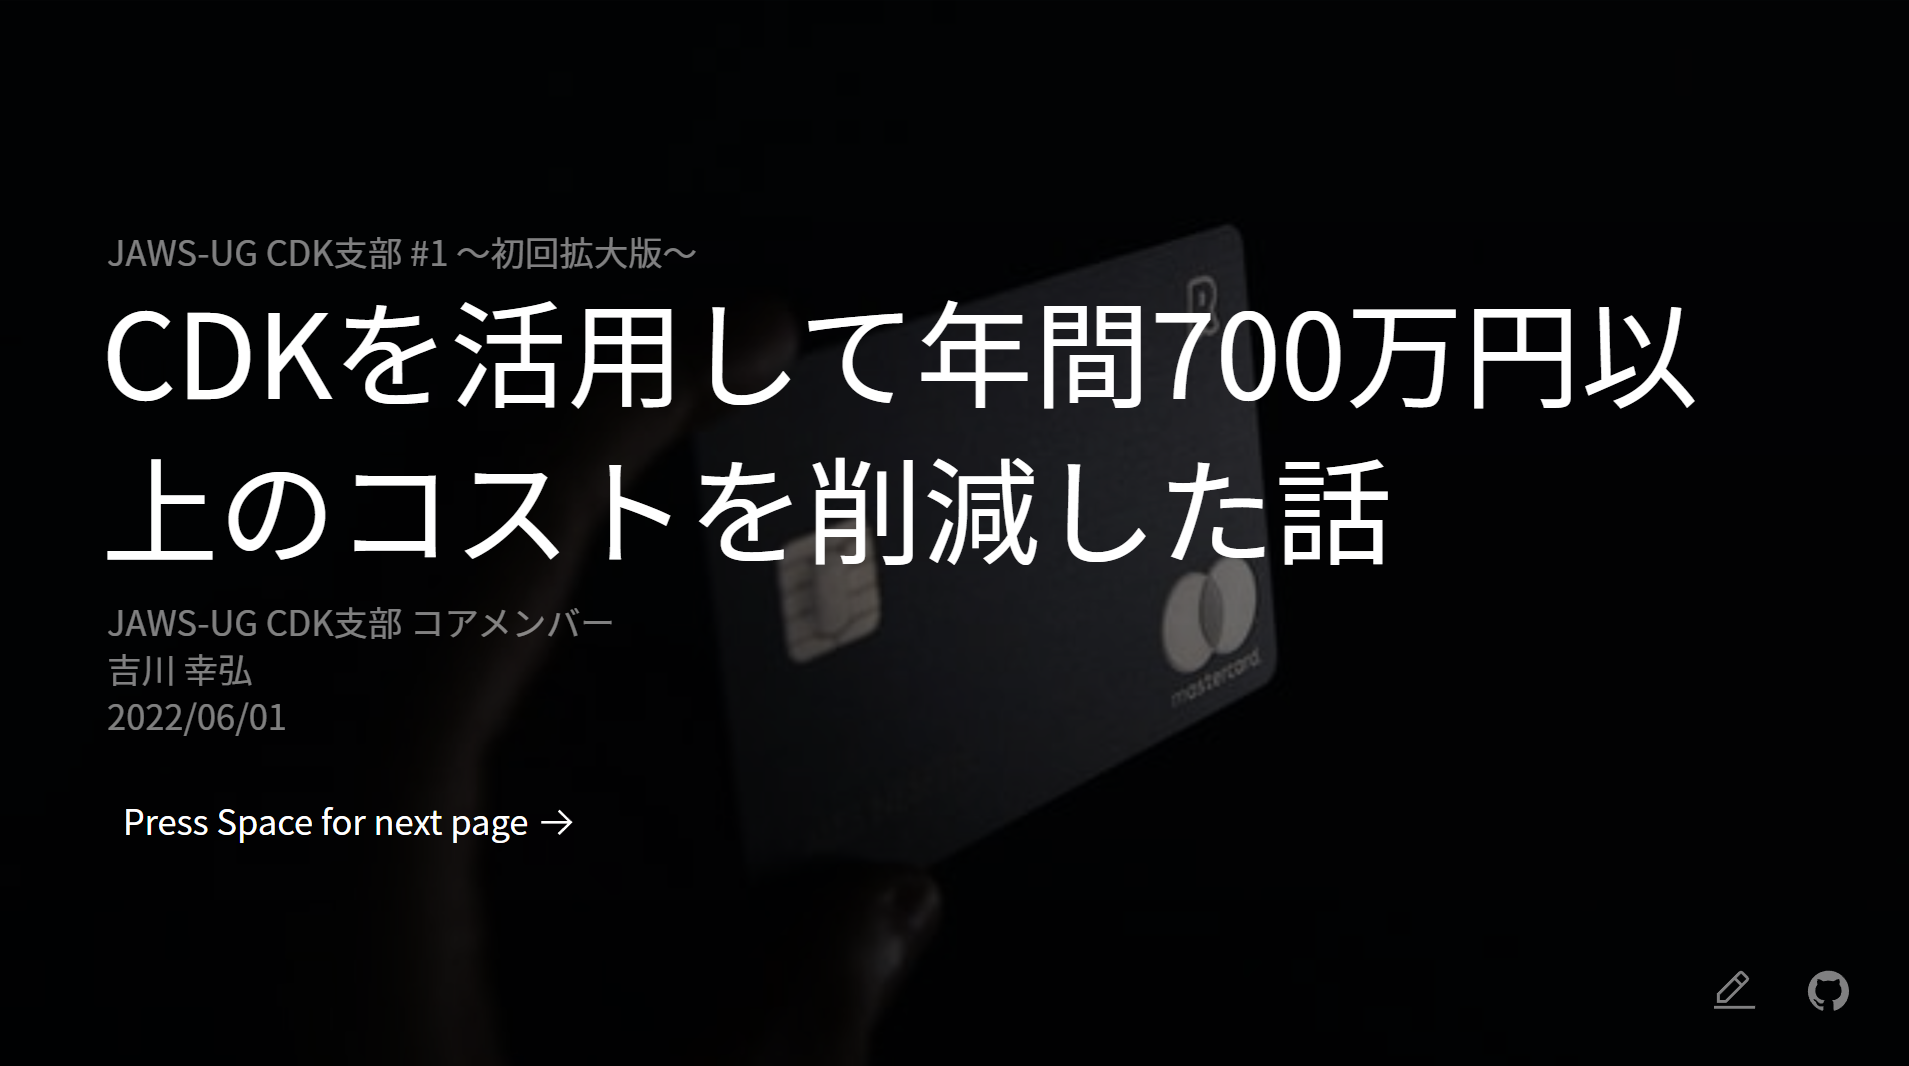 JAWS-UG CDK支部 #1 〜初回拡大版〜
CDKを活用して年間700万円以
上のコストを削減した話
JAWS-UG CDK支部 コアメンバー
吉川 幸弘
2022/06/01
Press Space for next page →
mastercard.